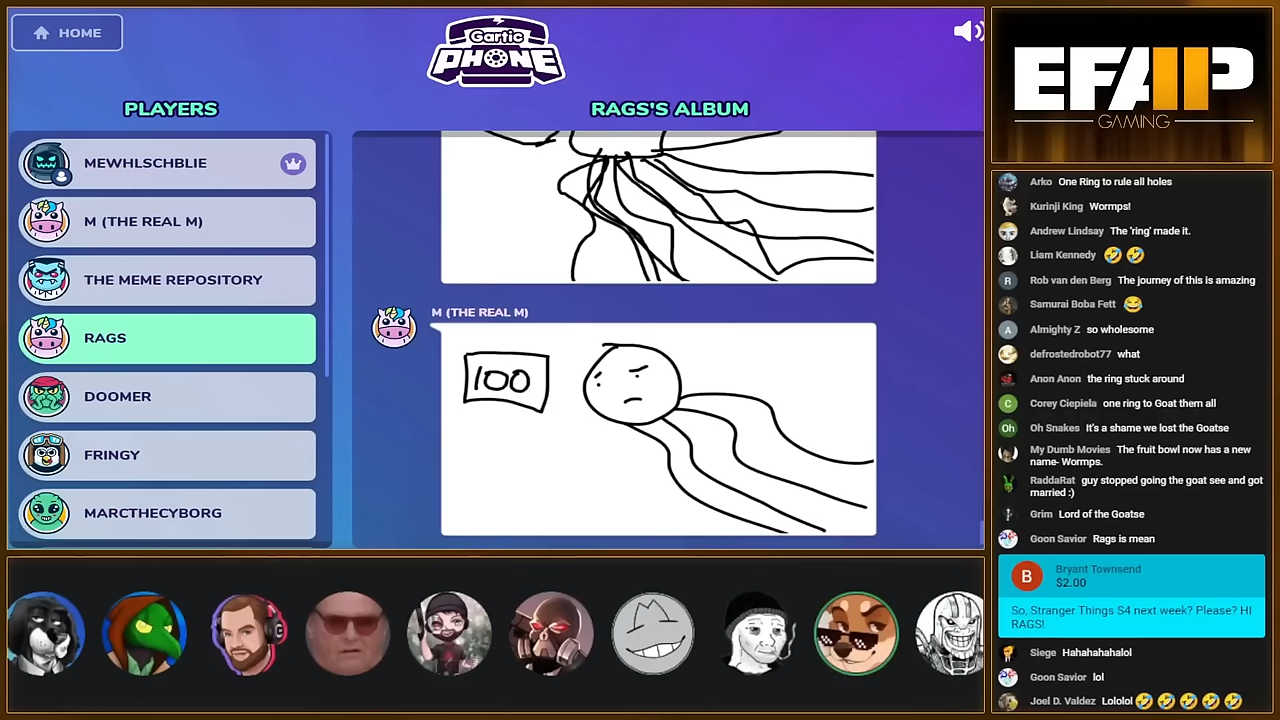 HOME
Gartic
PHONE
PLAYERS
RAGS'S ALBUM
MEWHLSCHBLIE
M (THE REAL M)
THE MEME REPOSITORY
RAGS
DOOMER
FRINGY
MARCTHECYBORG
M (THE REAL M)
100
EFAP
GAMING
Arko One Ring to rule all holes
Kurinji King Wormps!
Andrew Lindsay The 'ring' made it.
Liam Kennedy 🤣 🤣
R Rob van den Berg The journey of this is amazing
Samurai Boba Fett 😂
A Almighty Z so wholesome
defrostedrobot77 what
Anon Anon the ring stuck around
C Corey Ciepiela one ring to Goat them all
Oh Oh Snakes It's a shame we lost the Goatse
My Dumb Movies The fruit bowl now has a new
name- Wormps.
RaddaRat guy stopped going the goat see and got
married :)
Grim Lord of the Goatse
Goon Savior Rags is mean
B Bryant Townsend
$2.00
So, Stranger Things S4 next week? Please? HI
RAGS!
Siege Hahahahahalol
Goon Savior lol
Joel D. Valdez Lololol 🤣 🤣 🤣 🤣 🤣